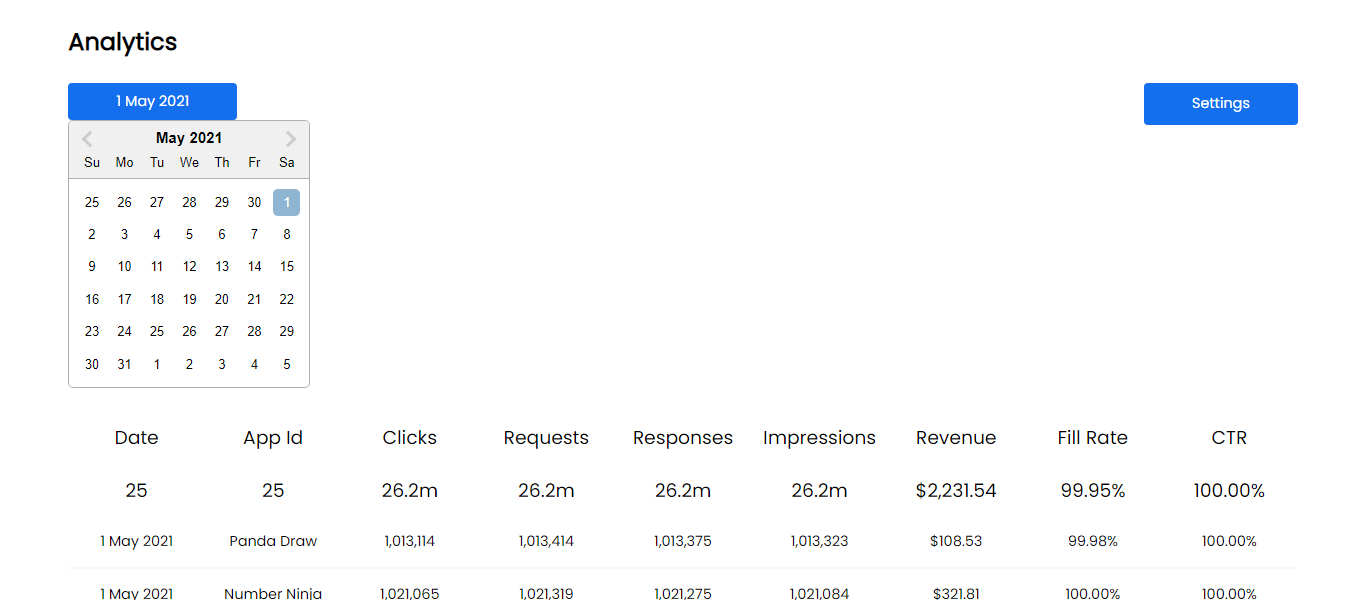 Analytics
1 May 2021
Settings
May 2021
Su Mo Tu We Th Fr Sa
25 26 27 28 29 30 1
2 3 4 5 6 7 8
9 10 11 12 13 14 15
16 17 18 19 20 21 22
23 24 25 26 27 28 29
30 31 1 2 3 4 5
Date App Id Clicks Requests Responses Impressions Revenue Fill Rate CTR
25 25 26.2m 26.2m 26.2m 26.2m $2,231.54 99.95% 100.00%
1 May 2021 Panda Draw 1,013,114 1,013,414 1,013,375 1,013,323 $108.53 99.98% 100.00%
1 May 2021 Number Ninja 1,021,065 1,021,319 1,021,275 1,021,084 $321.81 100.00% 100.00%